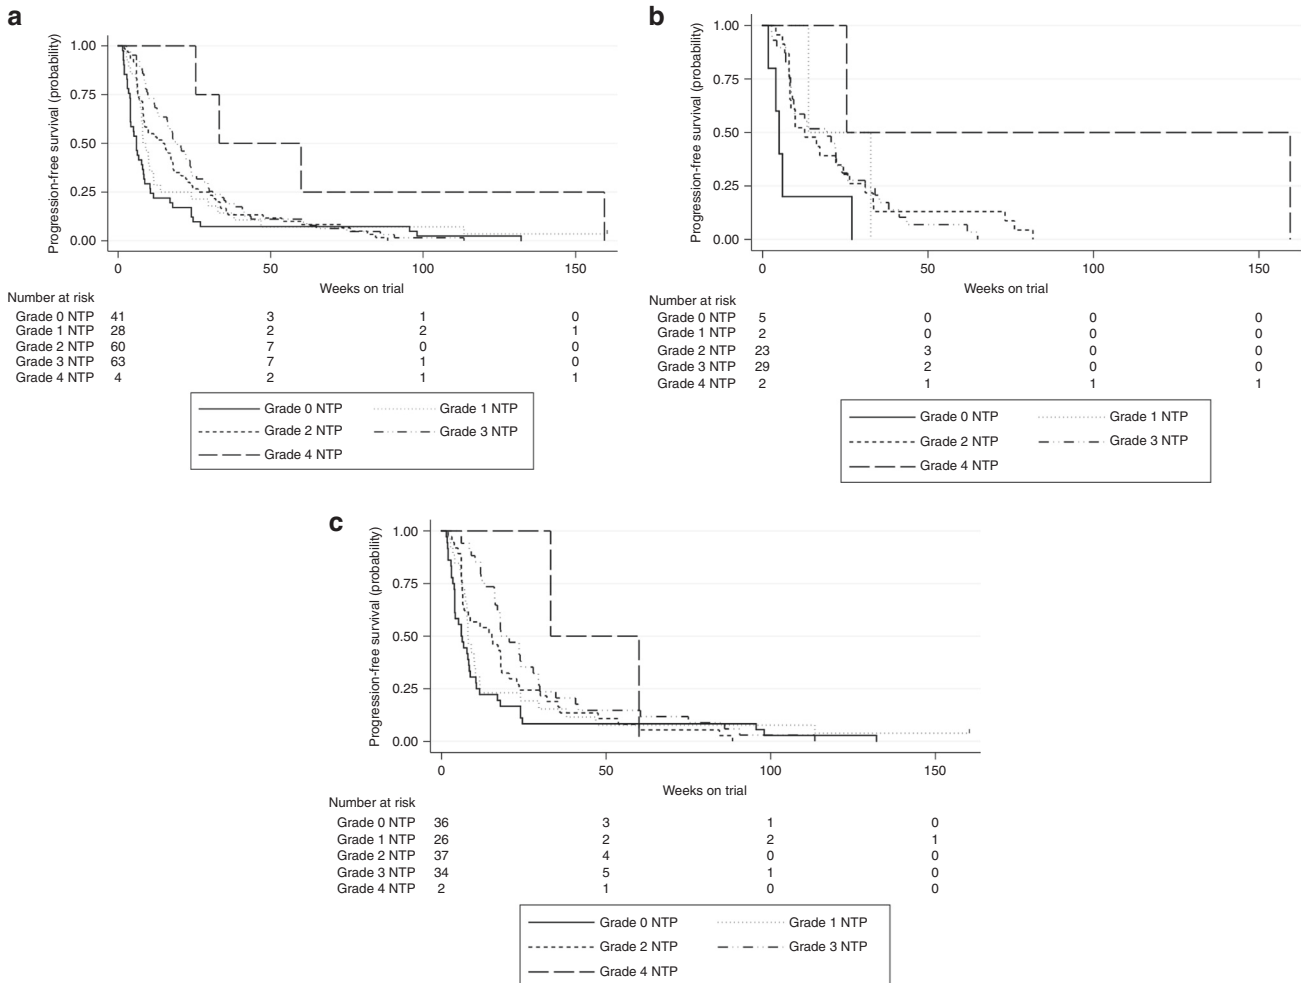 a
Progression-free survival (probability)
1.00
0.75
0.50
0.25
0.00
0 50 100 150
Weeks on trial
Number at risk
Grade 0 NTP 41 3 1 0
Grade 1 NTP 28 2 2 1
Grade 2 NTP 60 7 0 0
Grade 3 NTP 63 7 1 0
Grade 4 NTP 4 2 1 1
Grade 0 NTP Grade 1 NTP
Grade 2 NTP Grade 3 NTP
Grade 4 NTP
b
Progression-free survival (probability)
1.00
0.75
0.50
0.25
0.00
0 50 100 150
Weeks on trial
Number at risk
Grade 0 NTP 5 0 0 0
Grade 1 NTP 2 0 0 0
Grade 2 NTP 23 3 0 0
Grade 3 NTP 29 2 0 0
Grade 4 NTP 2 1 1 1
Grade 0 NTP Grade 1 NTP
Grade 2 NTP Grade 3 NTP
Grade 4 NTP
c
Progression-free survival (probability)
1.00
0.75
0.50
0.25
0.00
0 50 100 150
Weeks on trial
Number at risk
Grade 0 NTP 36 3 1 0
Grade 1 NTP 26 2 2 1
Grade 2 NTP 37 4 0 0
Grade 3 NTP 34 5 1 0
Grade 4 NTP 2 1 0 0
Grade 0 NTP Grade 1 NTP
Grade 2 NTP Grade 3 NTP
Grade 4 NTP